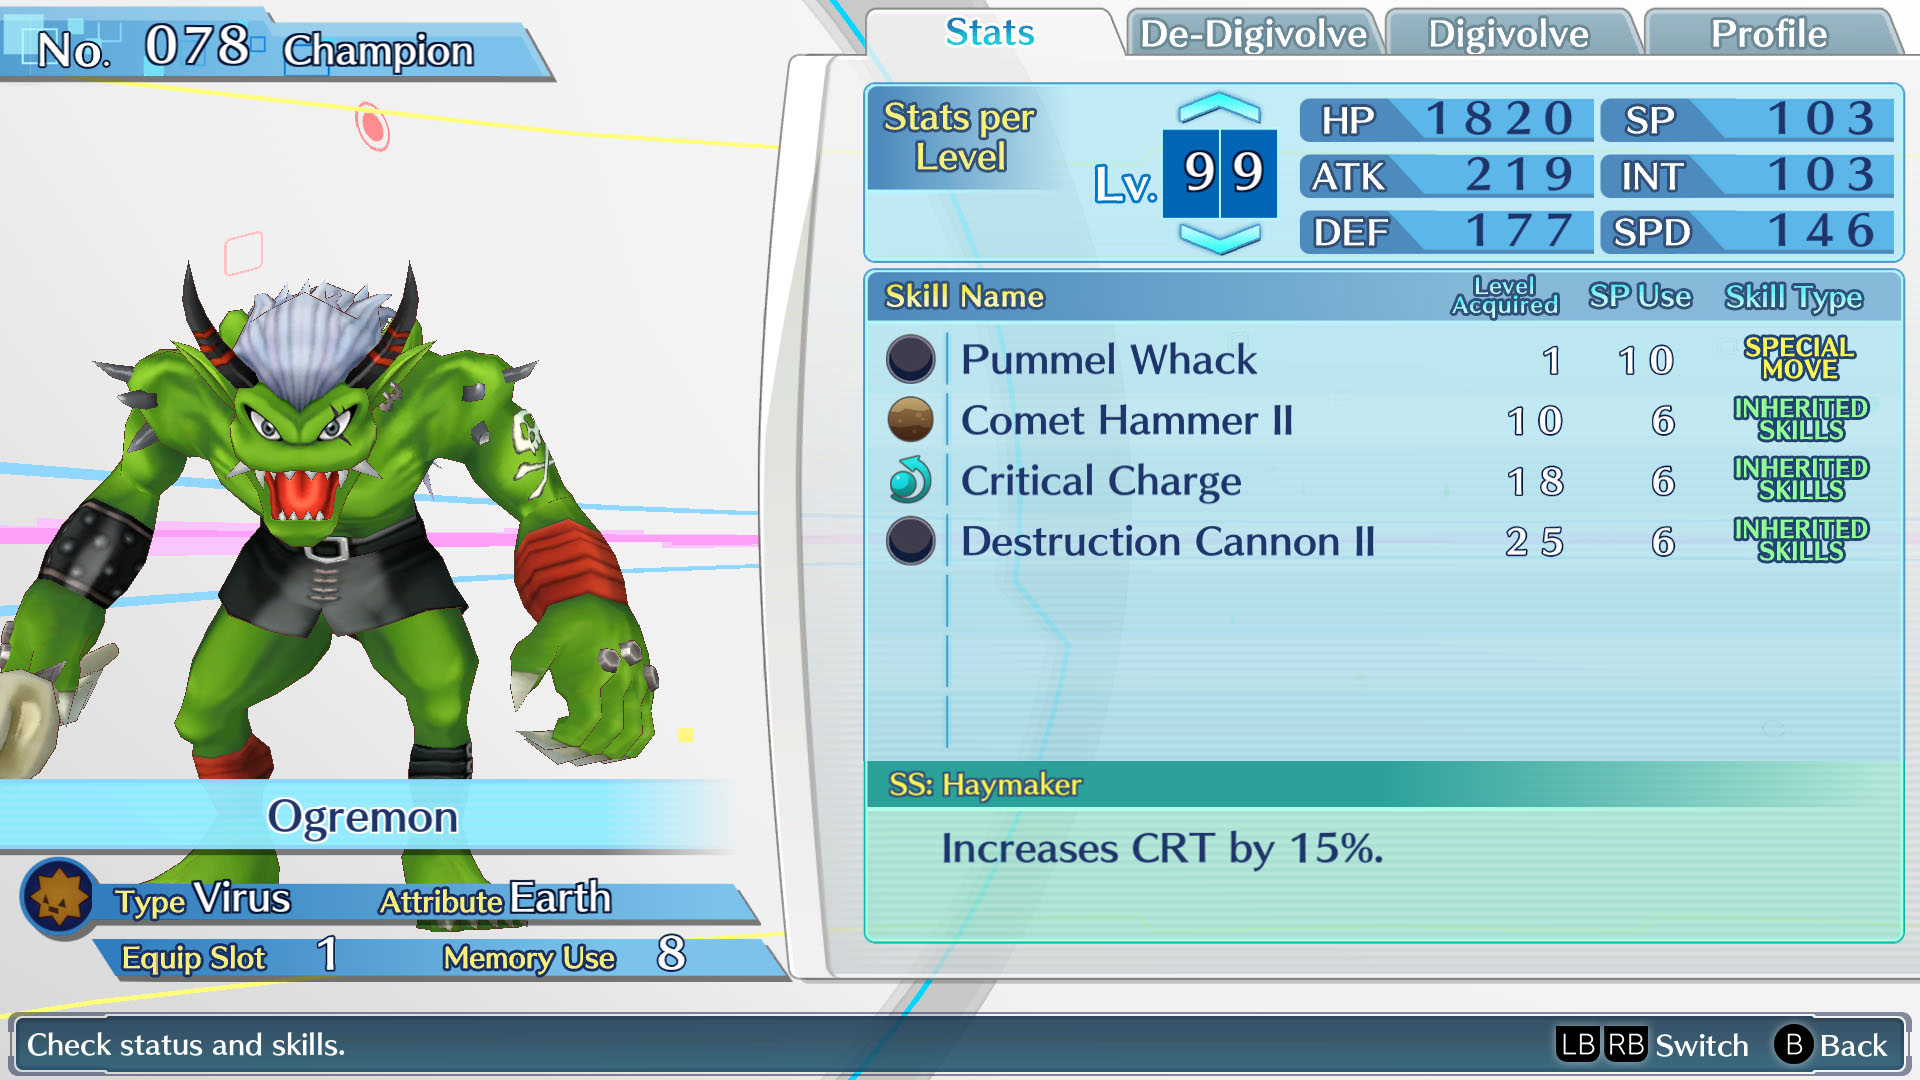 No. 078 Champion
Stats
De-Digivolve
Digivolve
Profile
Stats per
Level
Lv. 99
HP 1820
SP 103
ATK 219
INT 103
DEF 177
SPD 146
Skill Name
Level
Acquired
SP Use
Skill Type
Pummel Whack 1 10 SPECIAL
MOVE
Comet Hammer II 10 6 INHERITED
SKILLS
Critical Charge 18 6 INHERITED
SKILLS
Destruction Cannon II 25 6 INHERITED
SKILLS
SS: Haymaker
Increases CRT by 15%.
Ogremon
Type Virus Attribute Earth
Equip Slot 1 Memory Use 8
Check status and skills.
LB RB Switch B Back